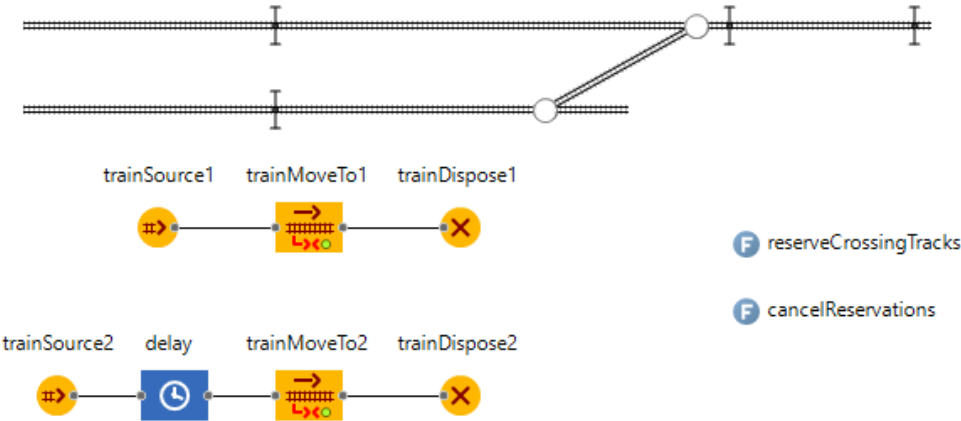 trainSource1 trainMoveTo1 trainDispose1
F reserveCrossingTracks
F cancelReservations
trainSource2 delay trainMoveTo2 trainDispose2